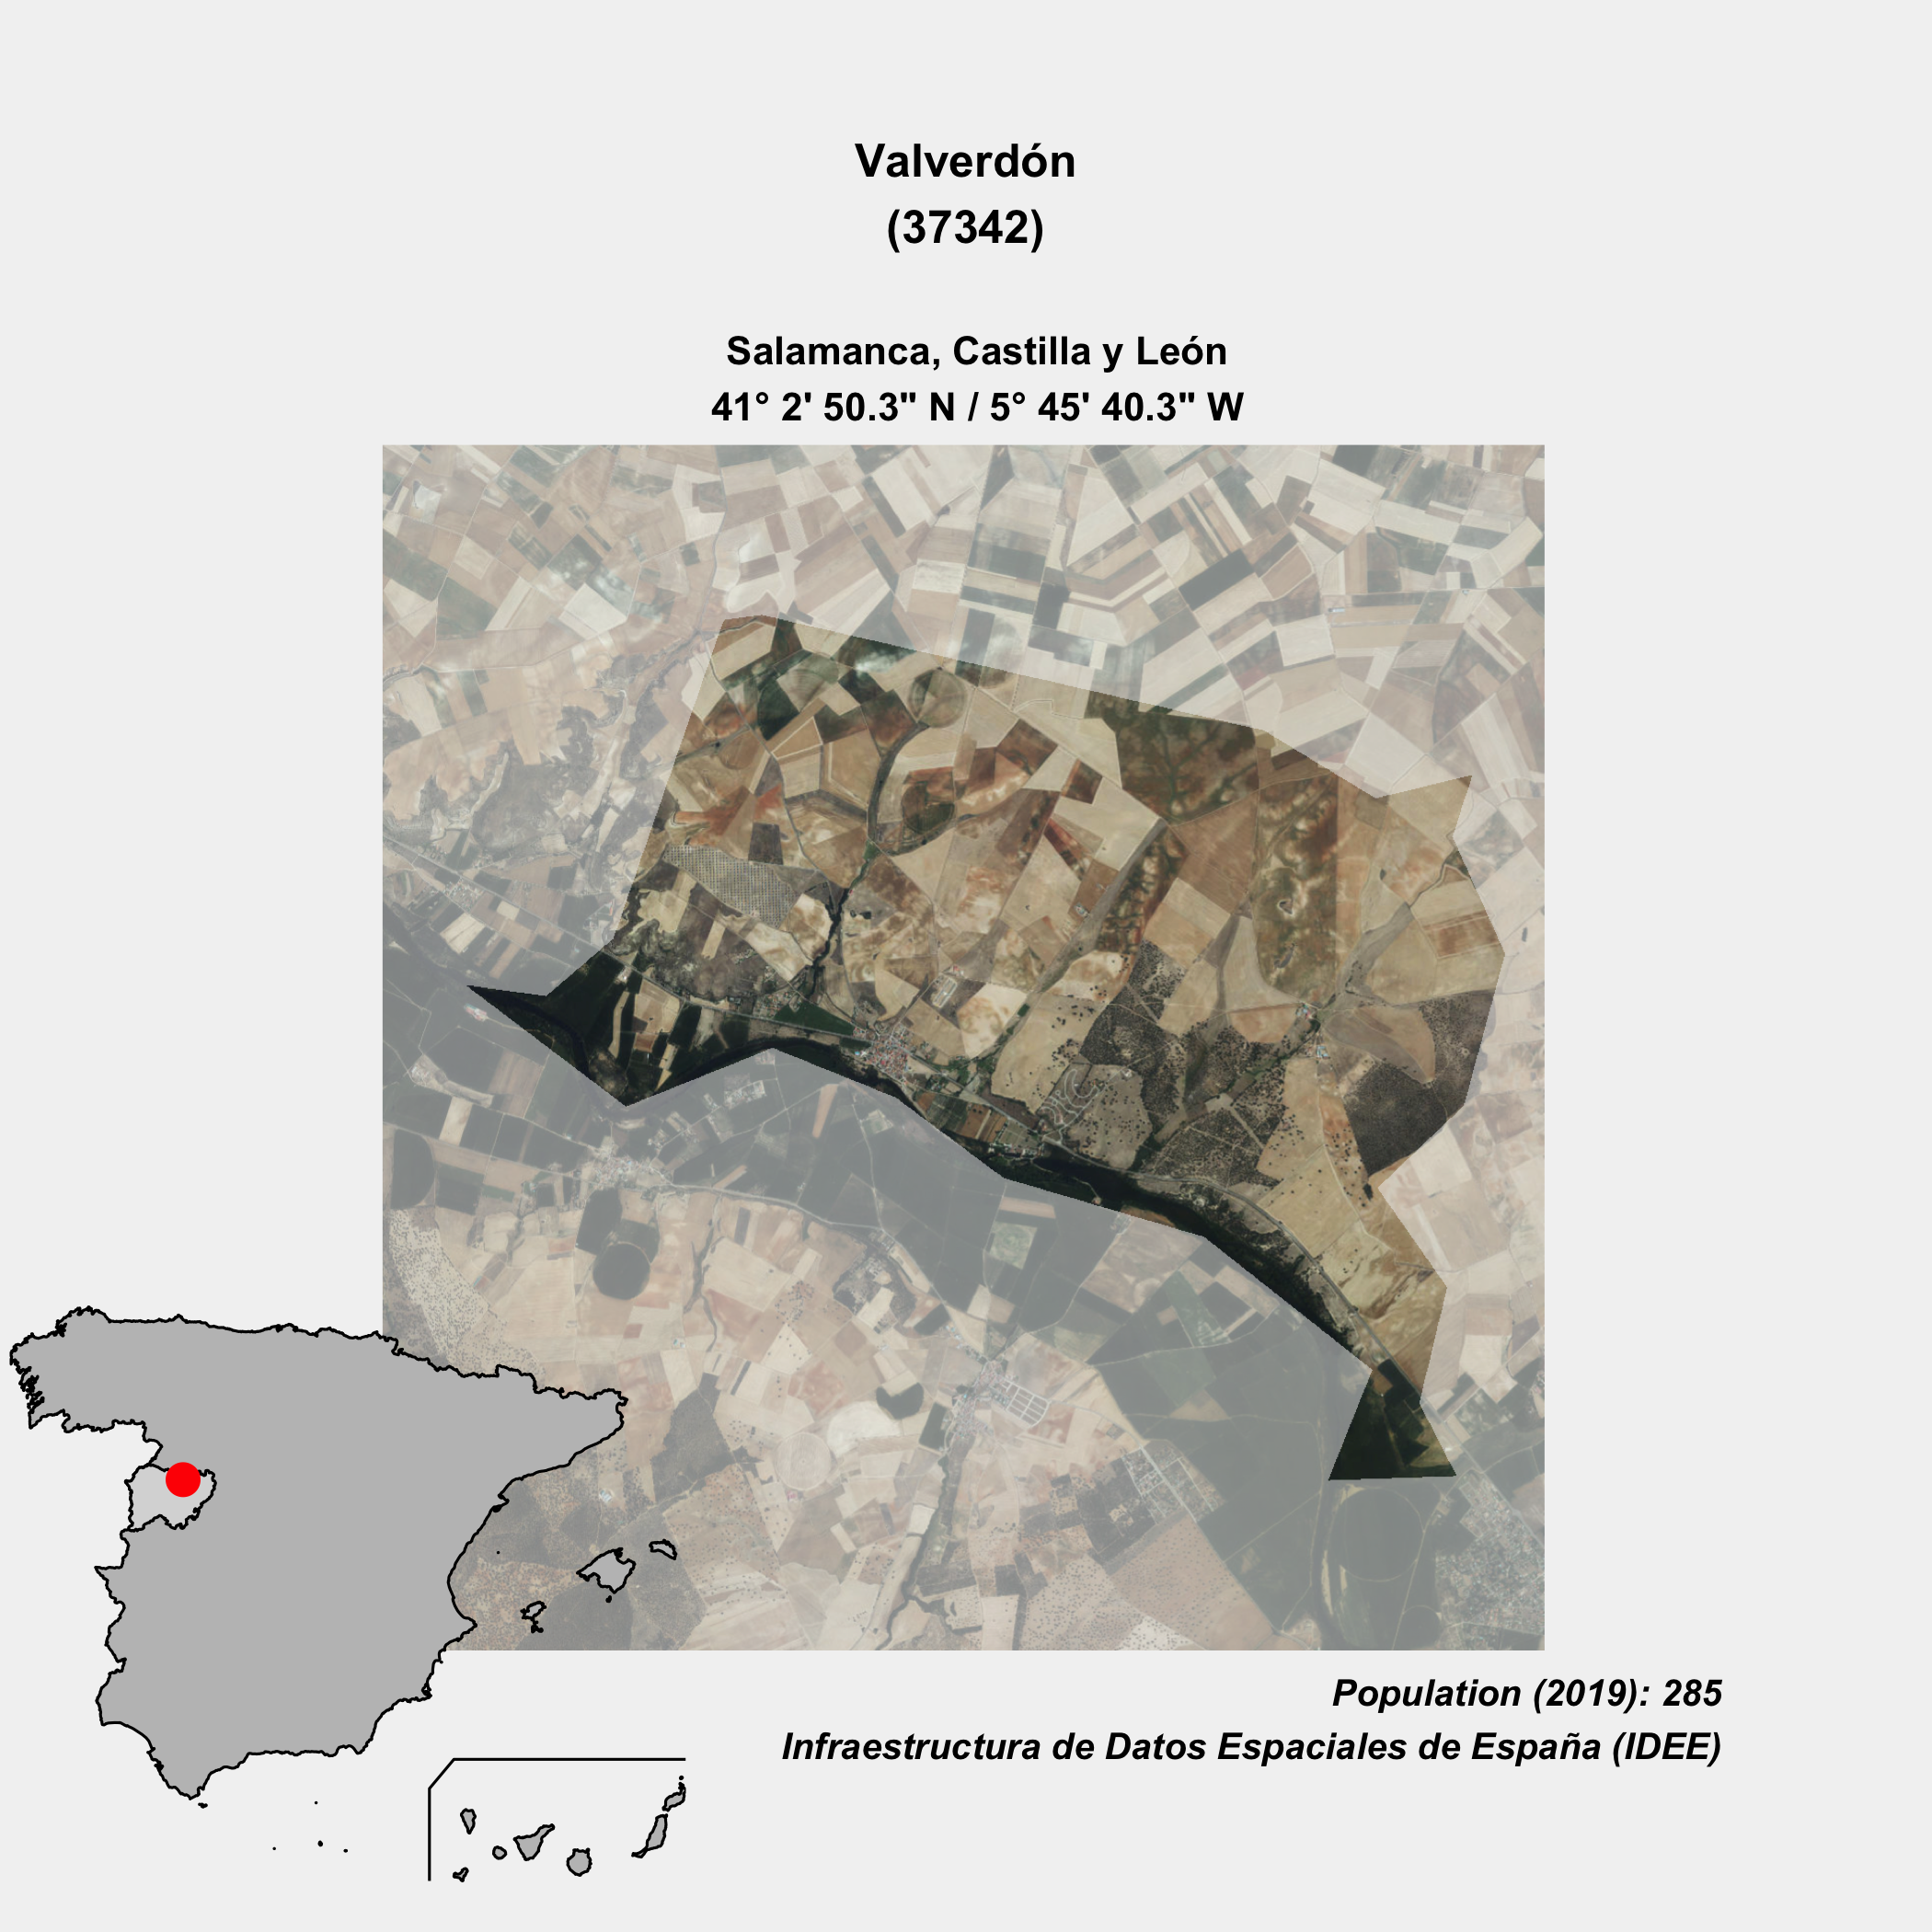 Valverdón
(37342)
Salamanca, Castilla y León
41° 2' 50.3" N / 5° 45' 40.3" W
Population (2019): 285
Infraestructura de Datos Espaciales de España (IDEE)